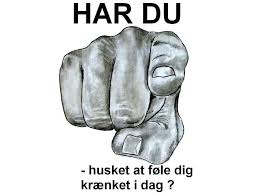 HAR DU
- husket at føle dig
krænket i dag ?